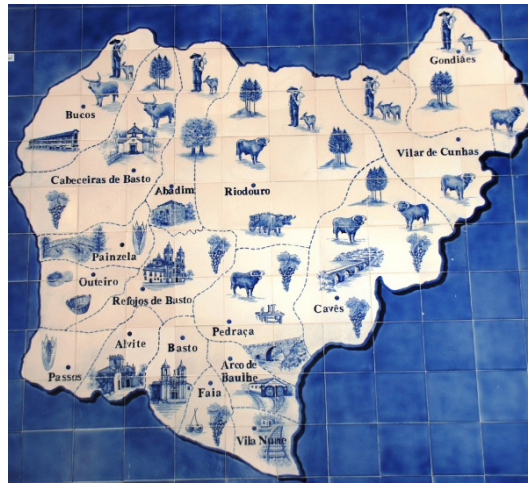 Gondiães
Bucos
Vilar de Cunhas
Cabeceiras de Basto
Abadim
Riodouro
Painzela
Outeiro
Refojos de Basto
Cavês
Pedraça
Alvite
Basto
Arco de
Baulhe
Passos
Faia
Vila Nune